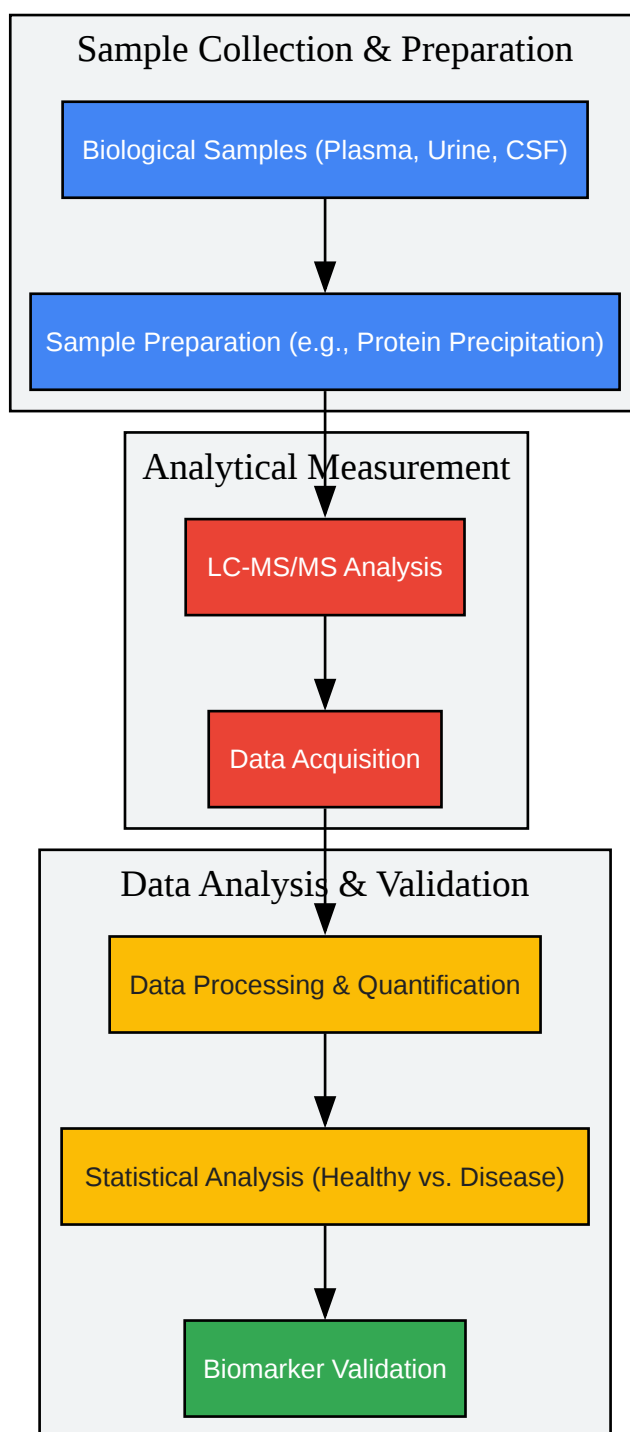 Sample Collection & Preparation
Biological Samples (Plasma, Urine, CSF)
Sample Preparation (e.g., Protein Precipitation)
Analytical Measurement
LC-MS/MS Analysis
Data Acquisition
Data Analysis & Validation
Data Processing & Quantification
Statistical Analysis (Healthy vs. Disease)
Biomarker Validation